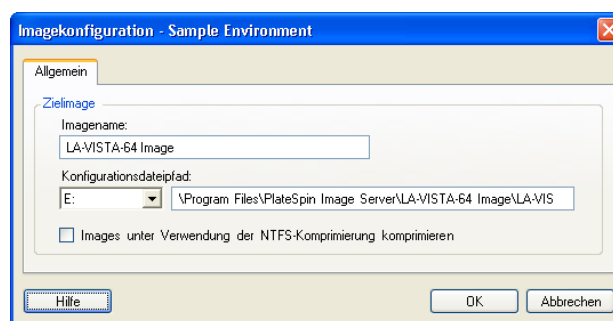 Imagekonfiguration - Sample Environment
Allgemein
Zielimage
Imagename:
LA-VISTA-64 Image
Konfigurationsdateipfad:
E: \Program Files\PlateSpin Image Server\LA-VISTA-64 Image\LA-VIS
Images unter Verwendung der NTFS-Komprimierung komprimieren
Hilfe OK Abbrechen